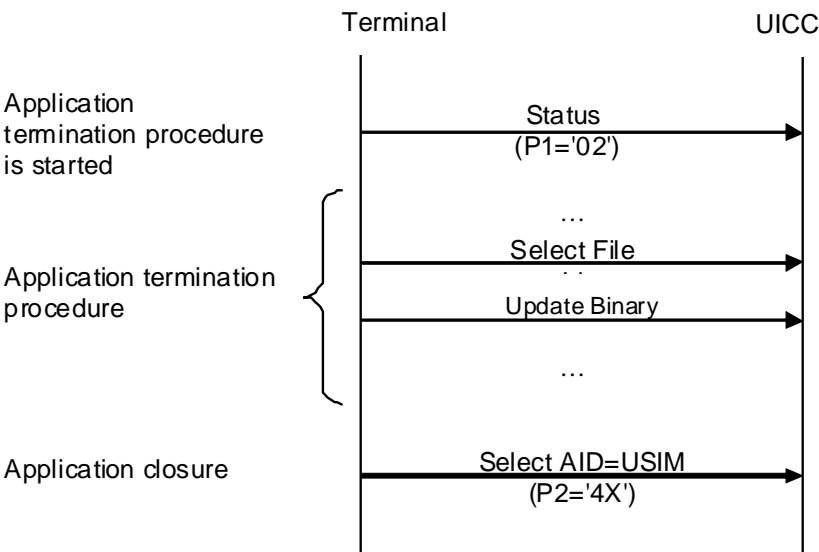 Terminal UICC
Application
termination procedure
is started
Status
(P1='02')
...
Select File
. .
Application termination
procedure
Update Binary
...
Application closure
Select AID=USIM
(P2='4X')